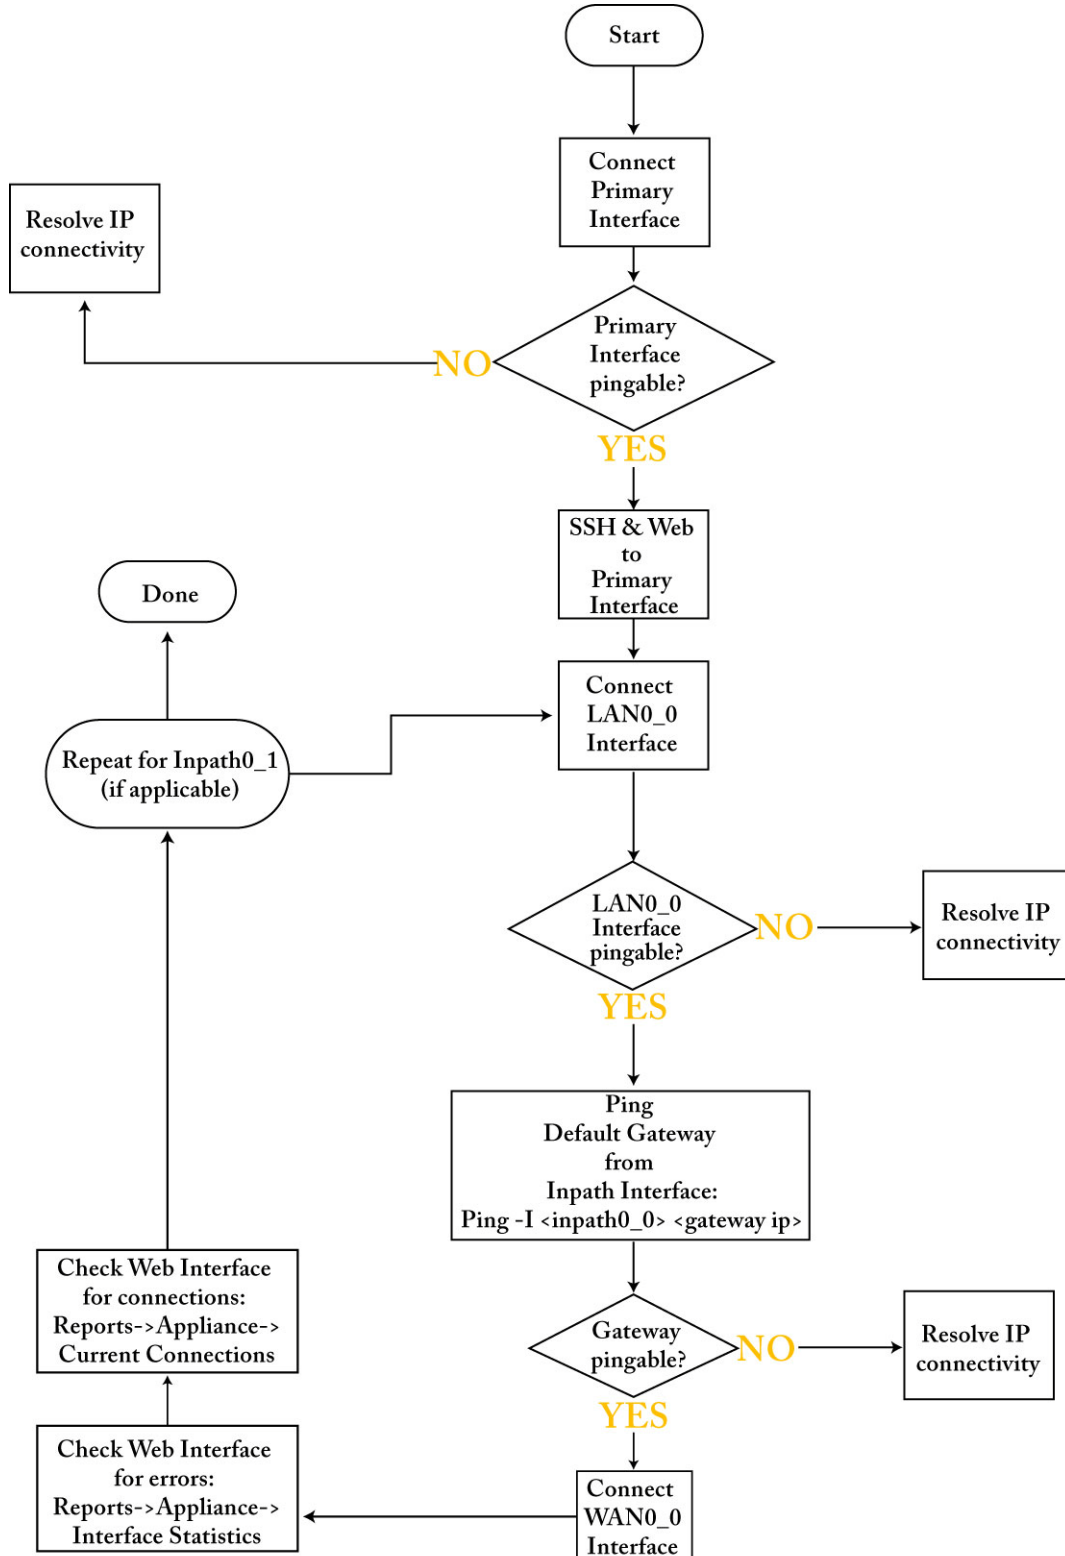 Start
Connect
Primary
Interface
Resolve IP
connectivity
Primary
Interface
pingable?
NO
YES
SSH & Web
to
Primary
Interface
Done
Connect
LAN0_0
Interface
Repeat for Inpath0_1
(if applicable)
LAN0_0
Interface
pingable?
NO
Resolve IP
connectivity
YES
Ping
Default Gateway
from
Inpath Interface:
Ping -I <inpath0_0> <gateway ip>
Check Web Interface
for connections:
Reports->Appliance->
Current Connections
Gateway
pingable?
NO
Resolve IP
connectivity
YES
Check Web Interface
for errors:
Reports->Appliance->
Interface Statistics
Connect
WAN0_0
Interface